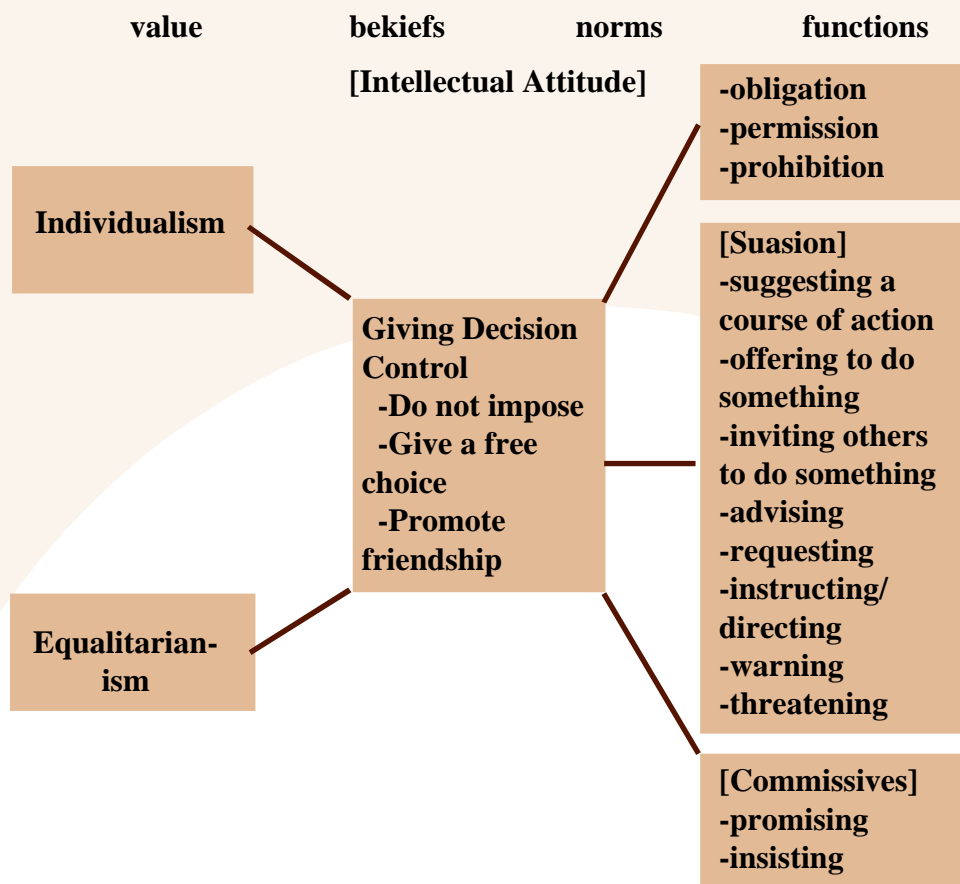 value bekiefs norms functions
[Intellectual Attitude]
-obligation
-permission
-prohibition
Individualism
[Suasion]
-suggesting a
course of action
-offering to do
something
-inviting others
to do something
-advising
-requesting
-instructing/
directing
-warning
-threatening
Giving Decision
Control
-Do not impose
-Give a free
choice
-Promote
friendship
Equalitarian-
ism
[Commissives]
-promising
-insisting